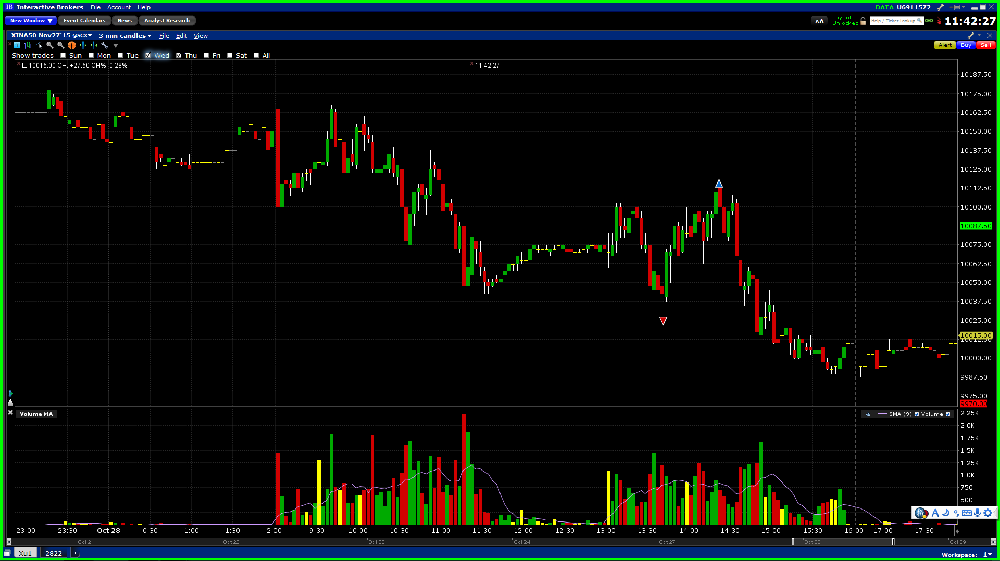 IB Interactive Brokers File Account Help DATA U6911572
New Window ▼ Event Calendars News Analyst Research AA Layout Unlocked Help / Ticker Lookup 11:42:27
XINA50 Nov27'15 @SGX▾ 3 min candles ▾ File Edit View
Alert Buy Sell
Show trades Sun Mon Tue Wed Thu Fri Sat All
L: 10015.00 CH: +27.50 CH%: 0.28% 11:42:27
10187.50
10175.00
10162.50
10150.00
10137.50
10125.00
10112.50
10100.00
10087.50
10075.00
10062.50
10050.00
10037.50
10025.00
10015.00
10012.50
10000.00
9987.50
9975.00
9970.00
Volume MA SMA (9) Volume
2.25K
2.0K
1.75K
1.5K
1.25K
1.0K
750
500
A
23:00 23:30 Oct 28 0:30 1:00 1:30 2:00 9:30 10:00 10:30 11:00 11:30 12:00 12:30 13:00 13:30 14:00 14:30 15:00 15:30 16:00 17:00 17:30
Oct 21 Oct 22 Oct 23 Oct 24 Oct 27 Oct 28 Oct 29
Xu1 2822 + Workspace: 1▾